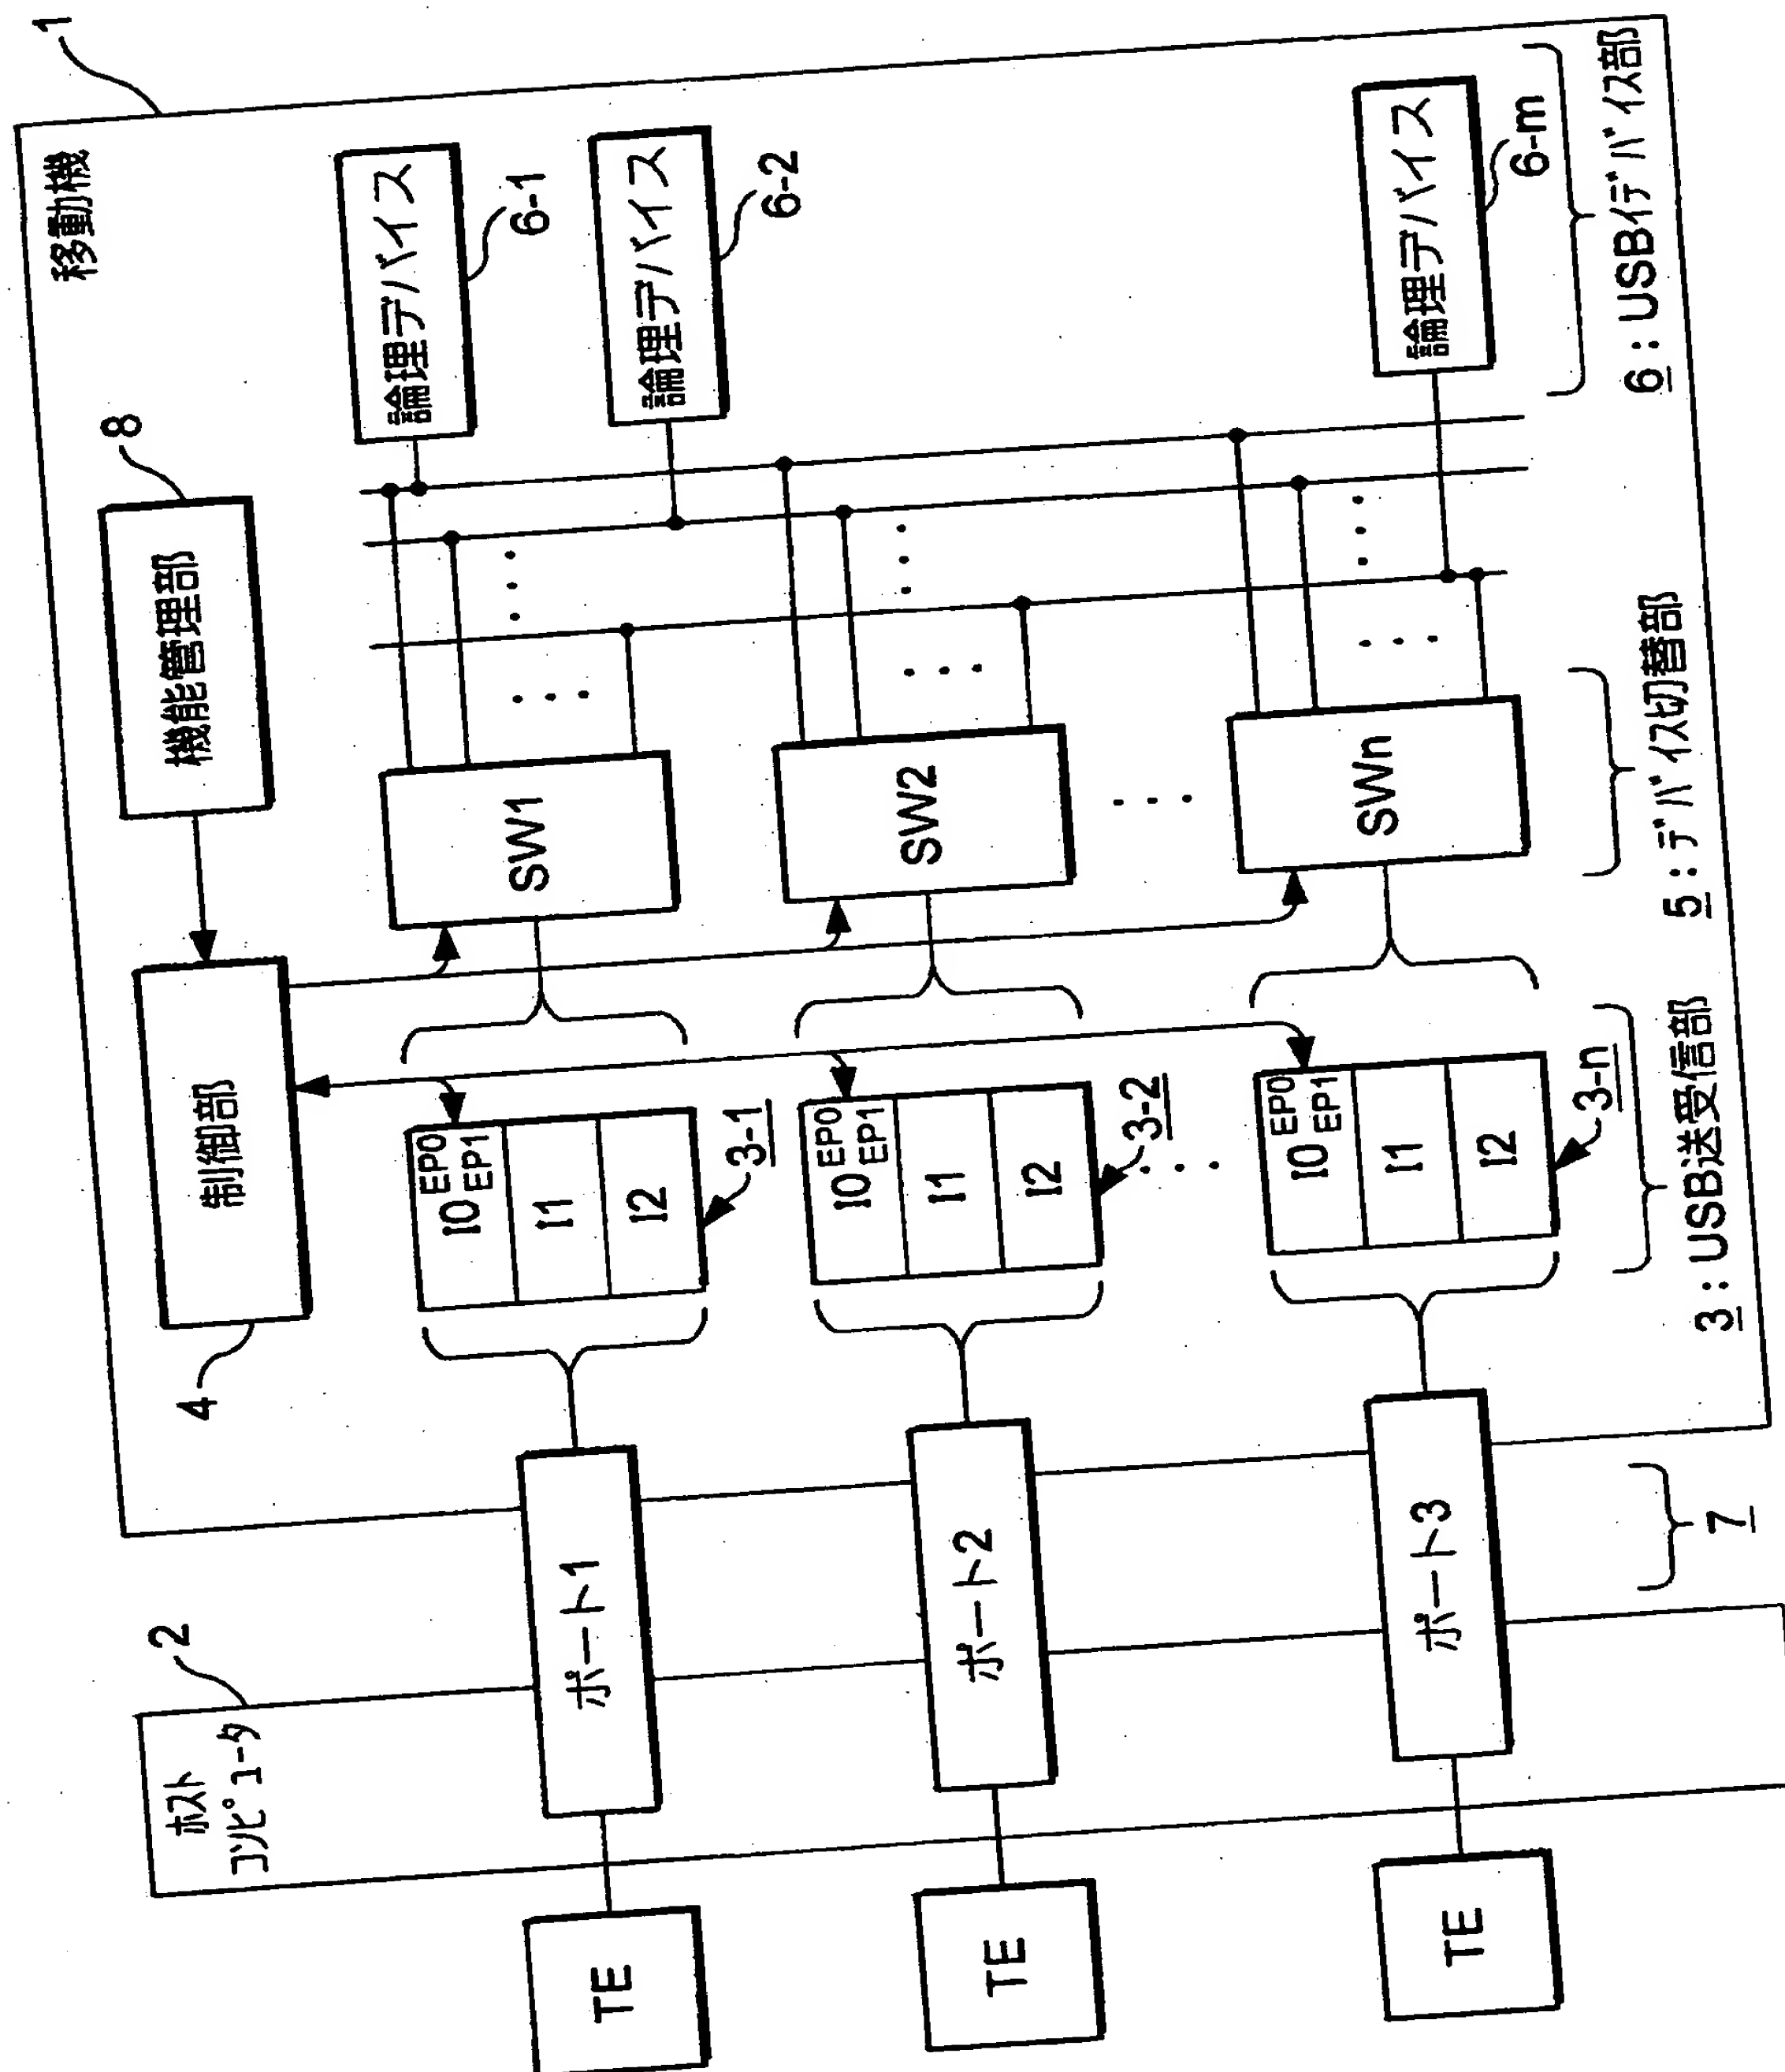 1
移動機
8
機能管理部
論理デバイス
6-1
論理デバイス
6-2
論理デバイス
6-m
6:USBイデバイス部
制御部
4
SW1
SW2
SWn
5:デバイス切替部
I0 EP0
EP1
I1
I2
3-1
I0 EP0
EP1
I1
I2
3-2
I0 EP0
EP1
I1
I2
3-n
3:USB送受信部
ポート1
ポート2
ポート3
7
2
ホスト
コンピュータ
TE
TE
TE